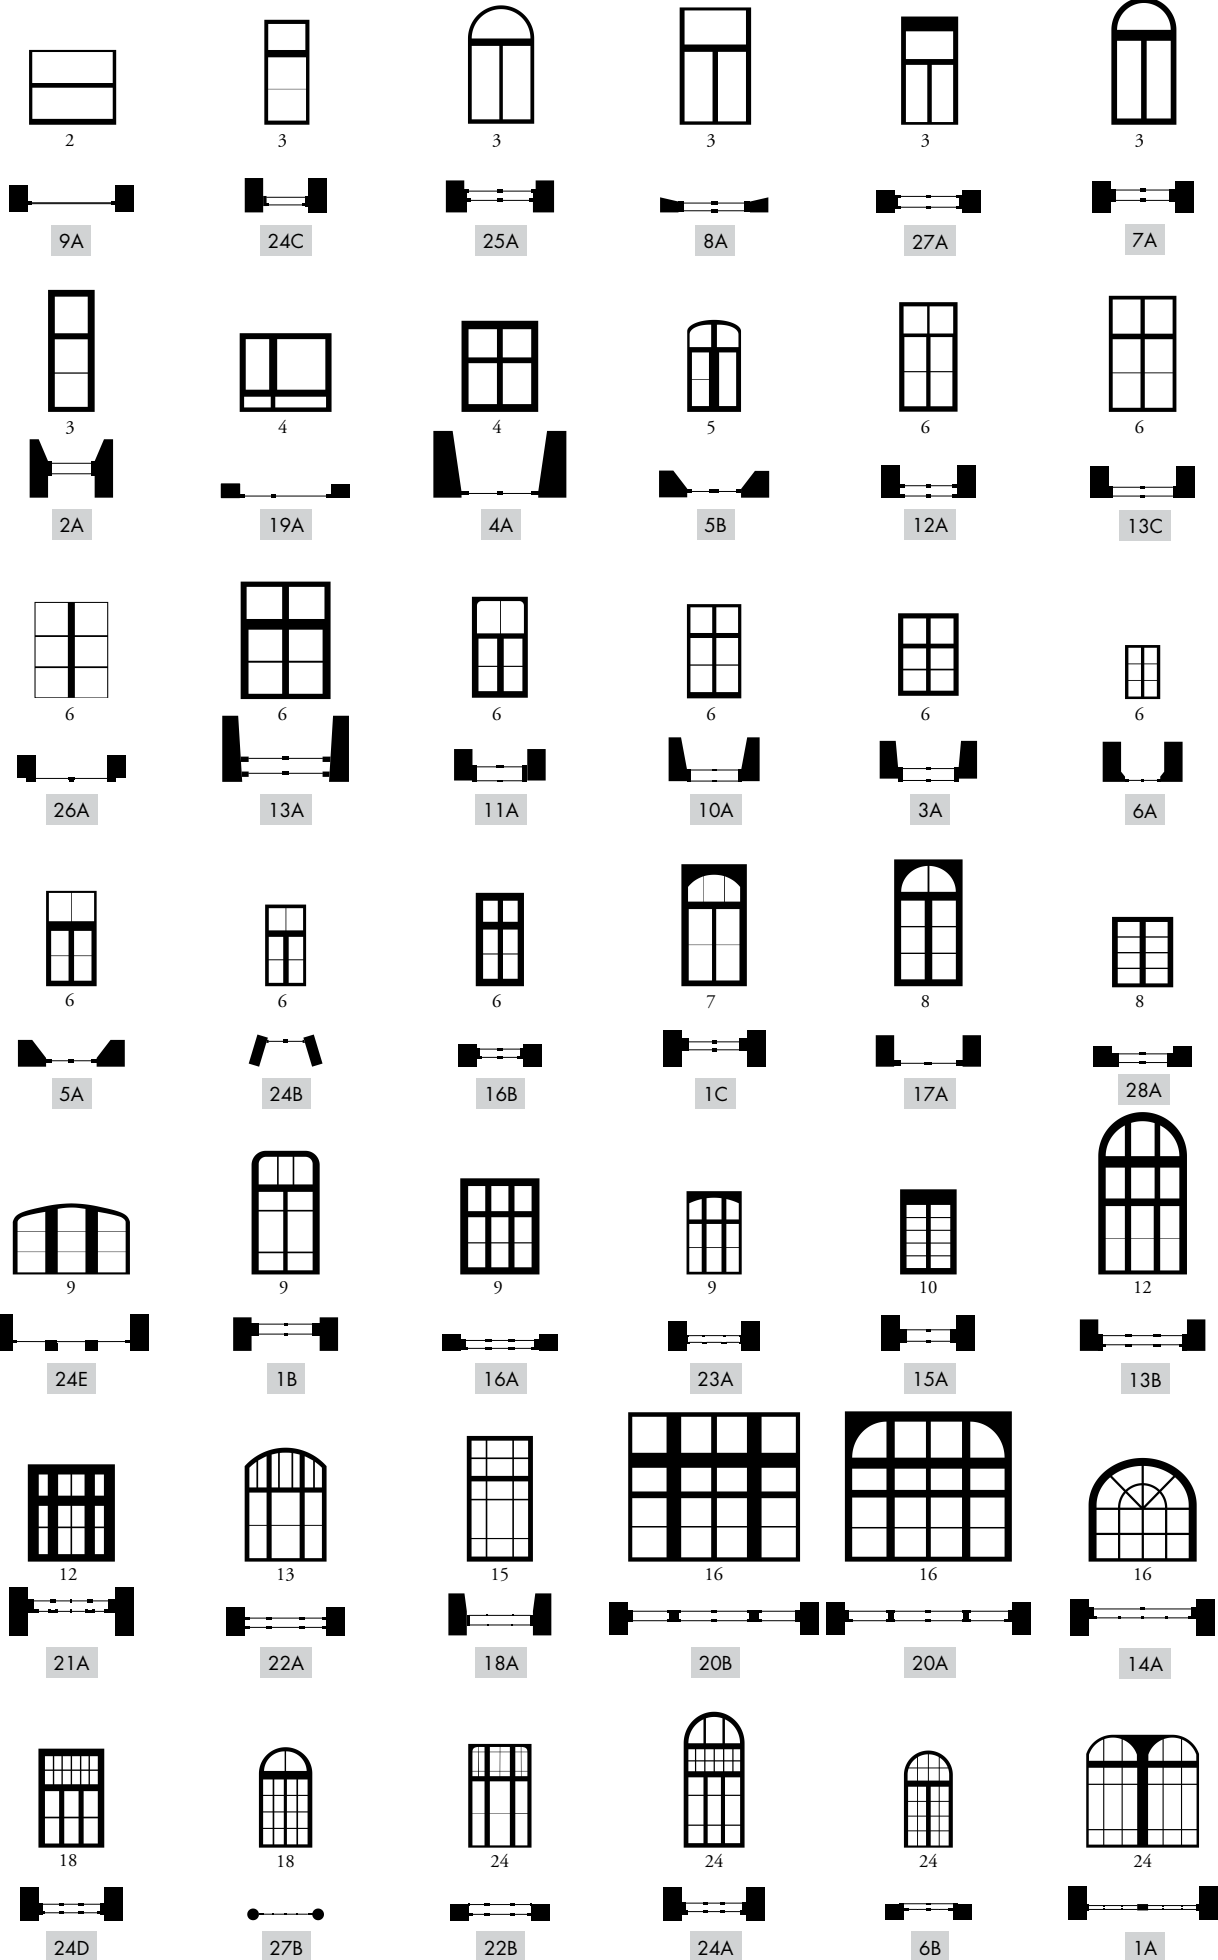 2 3 3 3 3 3
9A 24C 25A 8A 27A 7A
3 4 4 5 6 6
2A 19A 4A 5B 12A 13C
6 6 6 6 6 6
26A 13A 11A 10A 3A 6A
6 6 6 7 8 8
5A 24B 16B 1C 17A 28A
9 9 9 9 10 12
24E 1B 16A 23A 15A 13B
12 13 15 16 16 16
21A 22A 18A 20B 20A 14A
18 18 24 24 24 24
24D 27B 22B 24A 6B 1A